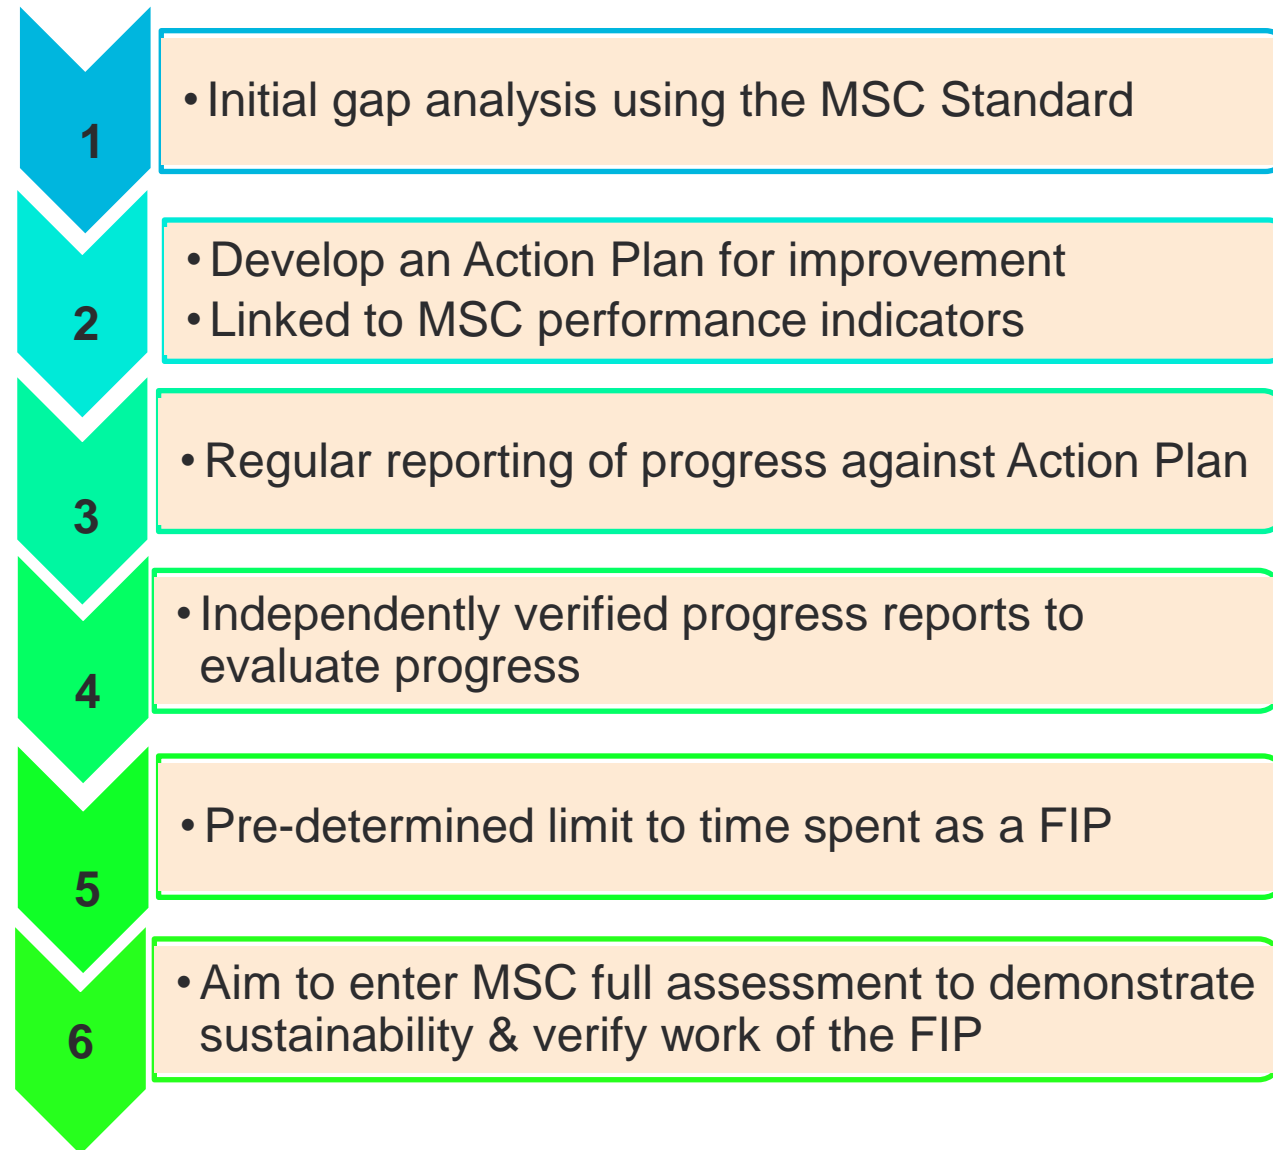 1
• Initial gap analysis using the MSC Standard
2
• Develop an Action Plan for improvement
• Linked to MSC performance indicators
3
• Regular reporting of progress against Action Plan
4
• Independently verified progress reports to
evaluate progress
5
• Pre-determined limit to time spent as a FIP
6
• Aim to enter MSC full assessment to demonstrate
sustainability & verify work of the FIP